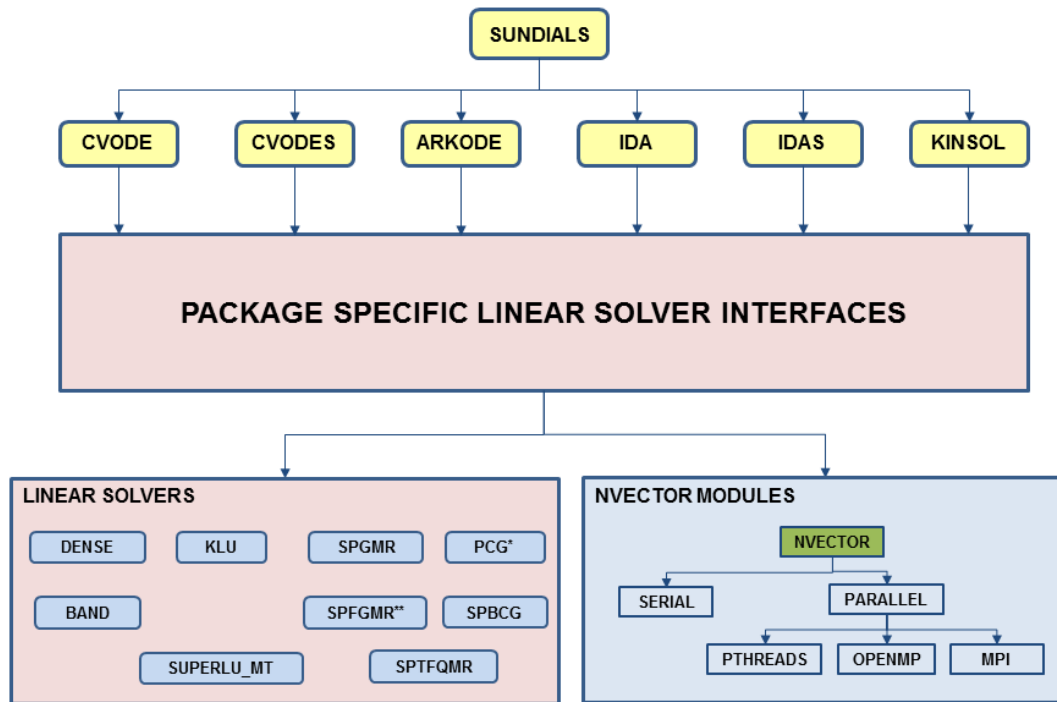 SUNDIALS
CVODE
CVODES
ARKODE
IDA
IDAS
KINSOL
PACKAGE SPECIFIC LINEAR SOLVER INTERFACES
LINEAR SOLVERS
DENSE
KLU
SPGMR
PCG*
BAND
SPFGMR**
SPBCG
SUPERLU_MT
SPTFQMR
NVECTOR MODULES
NVECTOR
SERIAL
PARALLEL
PTHREADS
OPENMP
MPI